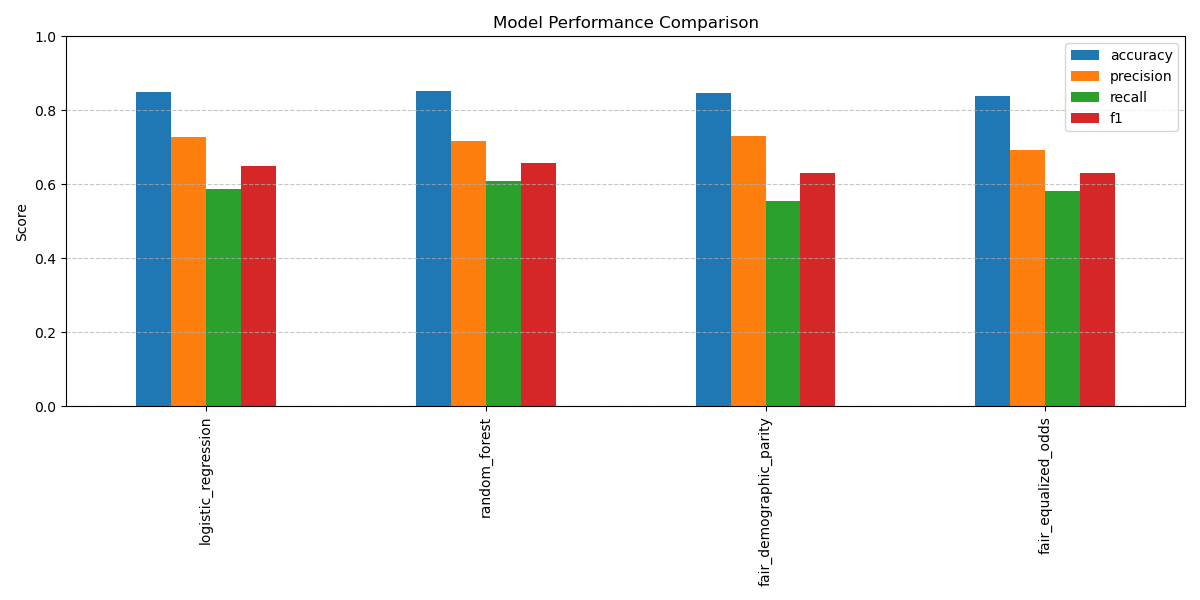 Model Performance Comparison
1.0
0.8
0.6
0.4
0.2
0.0
Score
accuracy
precision
recall
f1
logistic_regression
random_forest
fair_demographic_parity
fair_equalized_odds